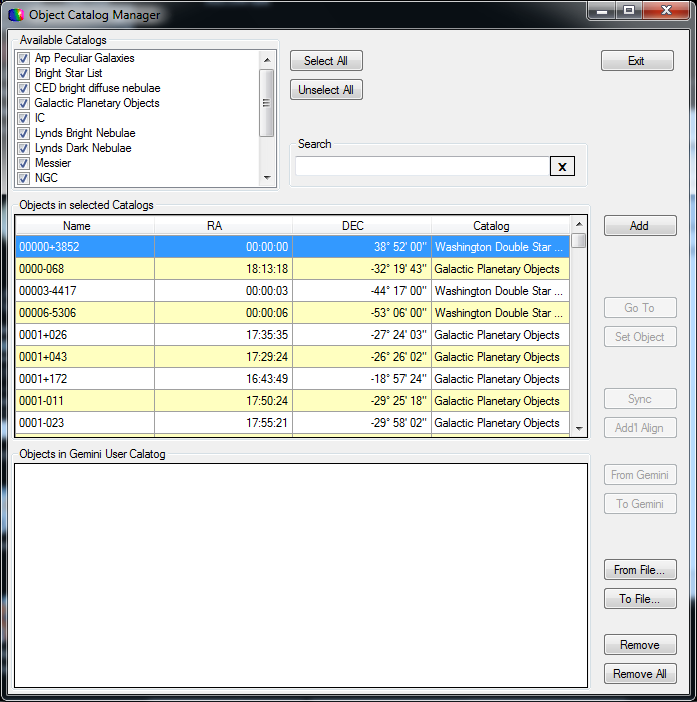 Object Catalog Manager
Available Catalogs
Arp Peculiar Galaxies
Bright Star List
CED bright diffuse nebulae
Galactic Planetary Objects
IC
Lynds Bright Nebulae
Lynds Dark Nebulae
Messier
NGC
Select All
Unselect All
Exit
Search
X
Objects in selected Catalogs
Name RA DEC Catalog
00000+3852 00:00:00 38° 52' 00" Washington Double Star ...
0000-068 18:13:18 -32° 19' 43" Galactic Planetary Objects
00003-4417 00:00:03 -44° 17' 00" Washington Double Star ...
00006-5306 00:00:06 -53° 06' 00" Washington Double Star ...
0001+026 17:35:35 -27° 24' 03" Galactic Planetary Objects
0001+043 17:29:24 -26° 26' 02" Galactic Planetary Objects
0001+172 16:43:49 -18° 57' 24" Galactic Planetary Objects
0001-011 17:50:24 -29° 25' 18" Galactic Planetary Objects
0001-023 17:55:21 -29° 58' 02" Galactic Planetary Objects
Add
Go To
Set Object
Sync
Add'l Align
Objects in Gemini User Calatog
From Gemini
To Gemini
From File...
To File...
Remove
Remove All